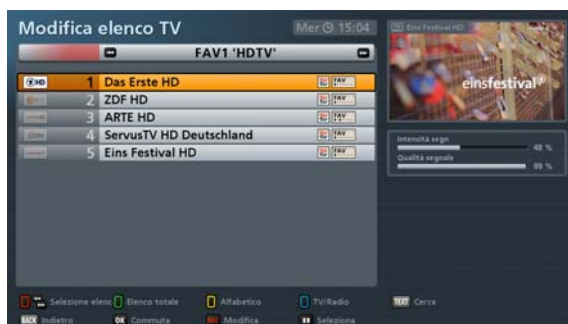 Modifica elenco TV
Mer 15:04
FAV1 'HDTV'
HD 1 Das Erste HD FAV
2 ZDF HD FAV
3 ARTE HD FAV
4 ServusTV HD Deutschland FAV
5 Eins Festival HD FAV
Eins Festival HD
einsfestival
Intensità segn
48 %
Qualità segnale
99 %
Selezione elenc Elenco totale Alfabetico TV/Radio TEXT Cerca
BACK Indietro OK Commuta REC Modifica Seleziona